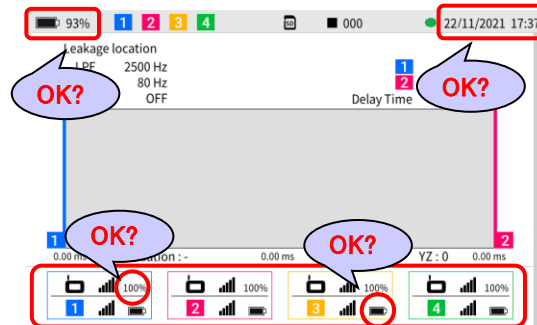 93% 1 2 3 4 SD 000 22/11/2021 17:37
Leakage location
LPF 2500 Hz 1
80 Hz 2
OFF Delay Time
OK?
OK?
1 2
0.00 ms - 0.00 ms YZ : 0 0.00 ms
OK?
OK?
100% 100% 100% 100%
1 2 3 4